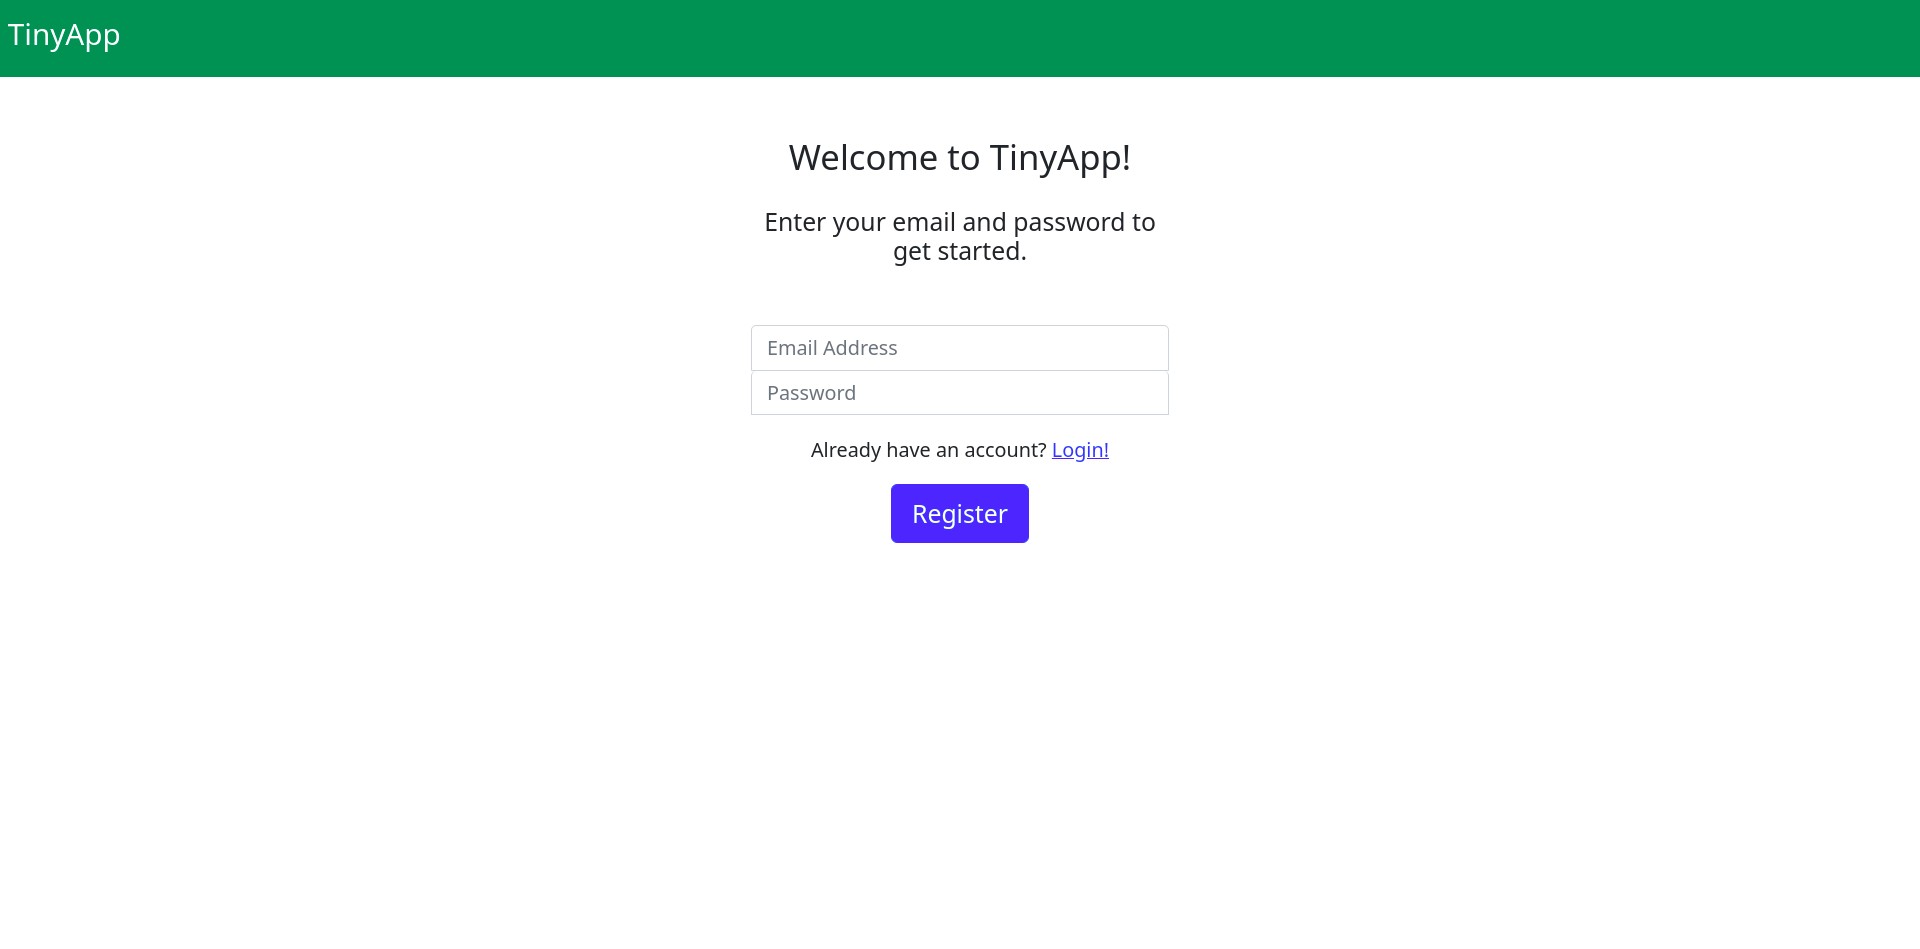 TinyApp
Welcome to TinyApp!
Enter your email and password to
get started.
Email Address
Password
Already have an account? Login!
Register